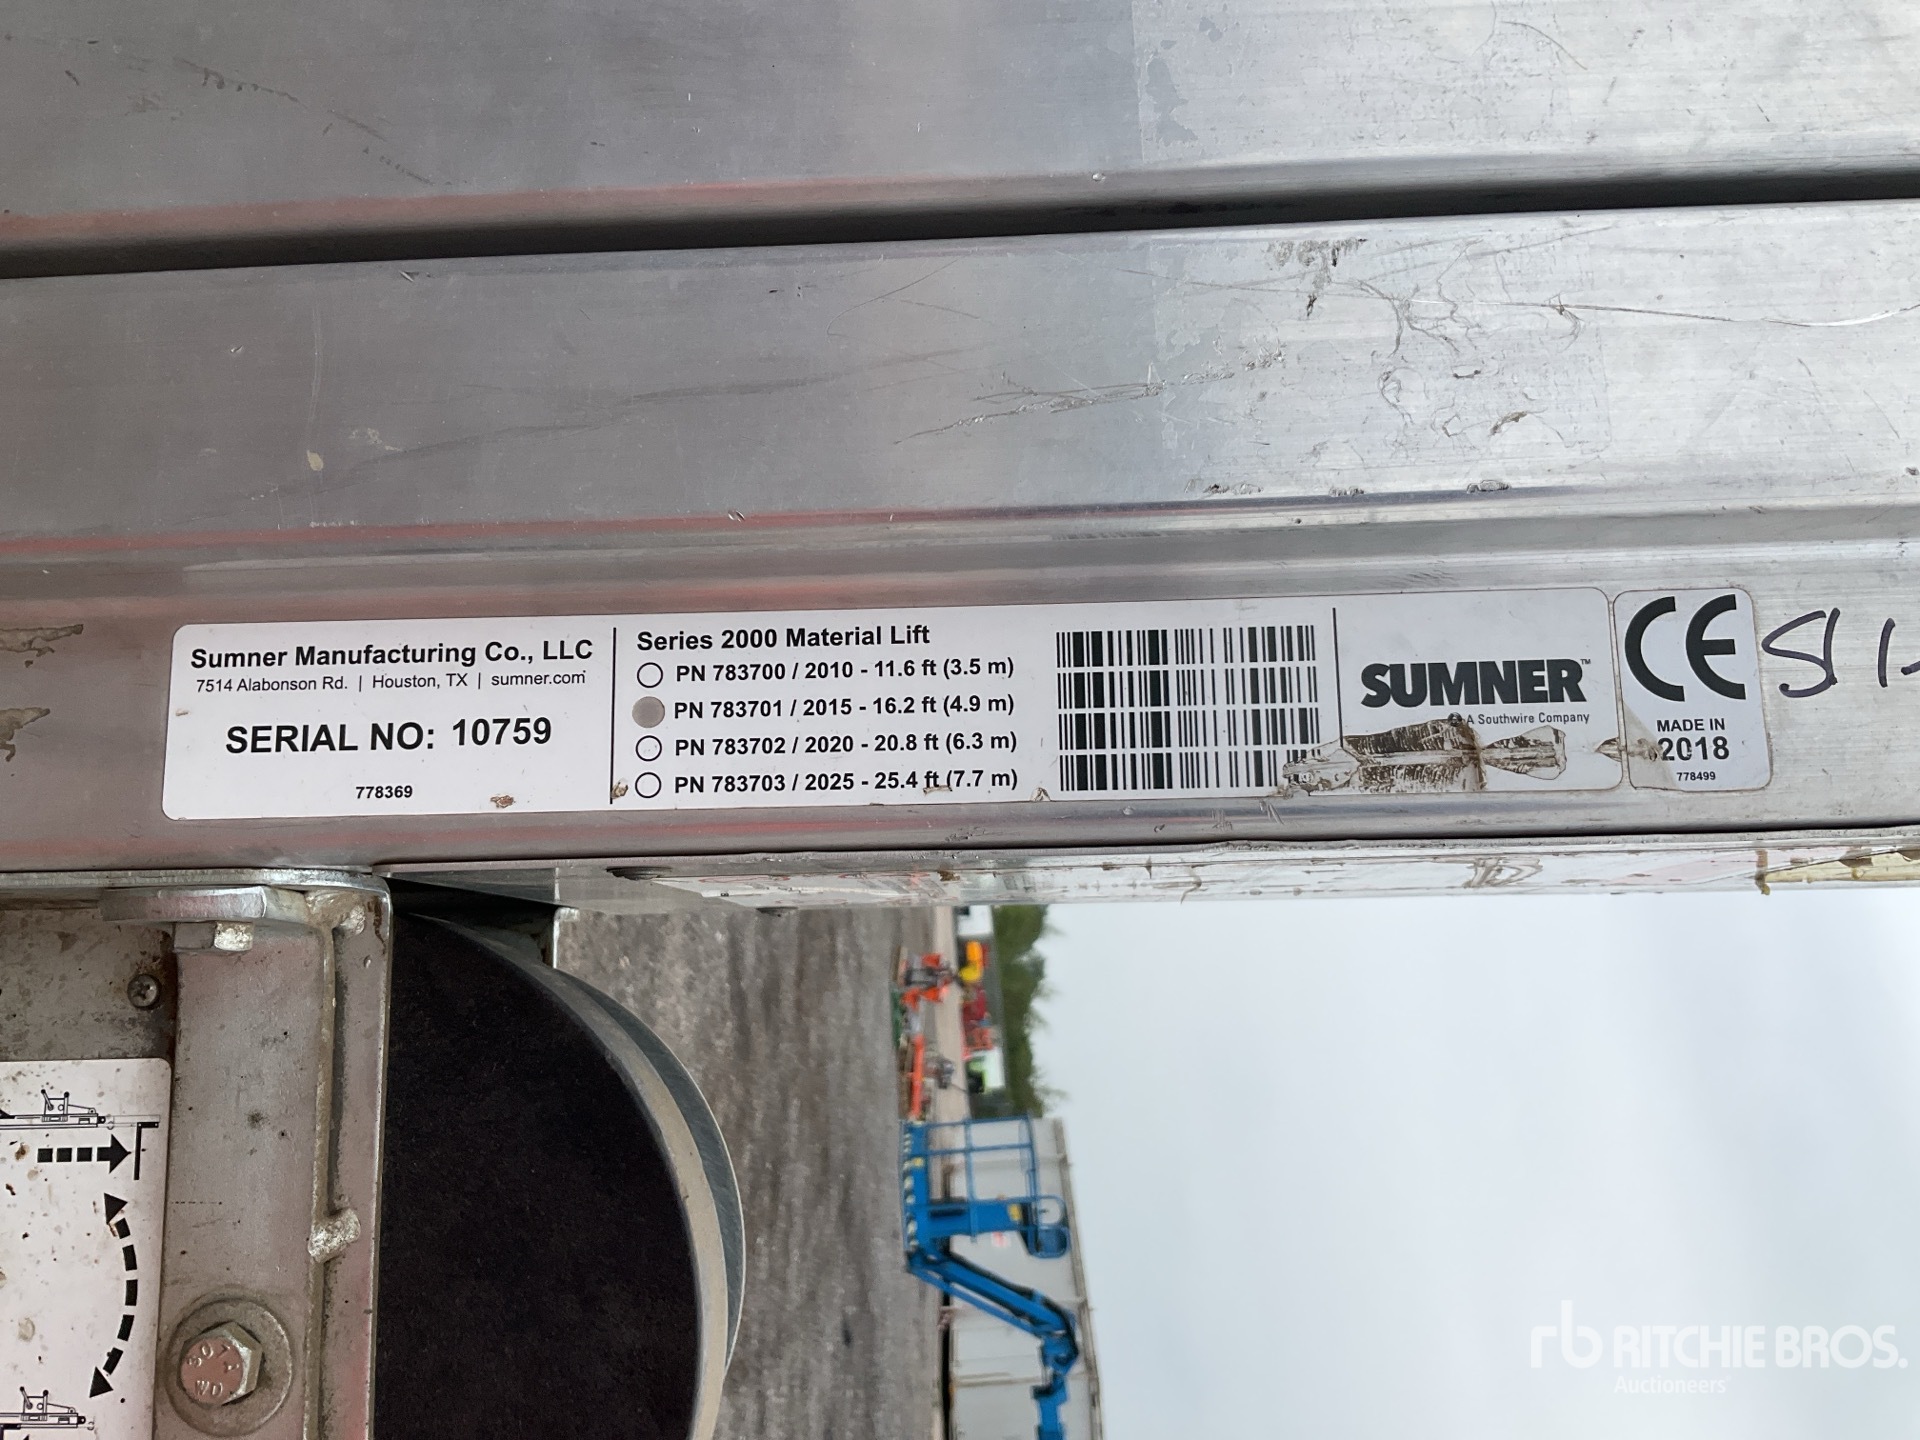 Sumner Manufacturing Co., LLC
7514 Alabonson Rd. | Houston, TX | sumner.com
SERIAL NO: 10759
778369
Series 2000 Material Lift
PN 783700 / 2010 - 11.6 ft (3.5 m)
PN 783701 / 2015 - 16.2 ft (4.9 m)
PN 783702 / 2020 - 20.8 ft (6.3 m)
PN 783703 / 2025 - 25.4 ft (7.7 m)
SUMNER™
A Southwire Company
CE
MADE IN
2018
778499
rb RITCHIE BROS.
Auctioneers